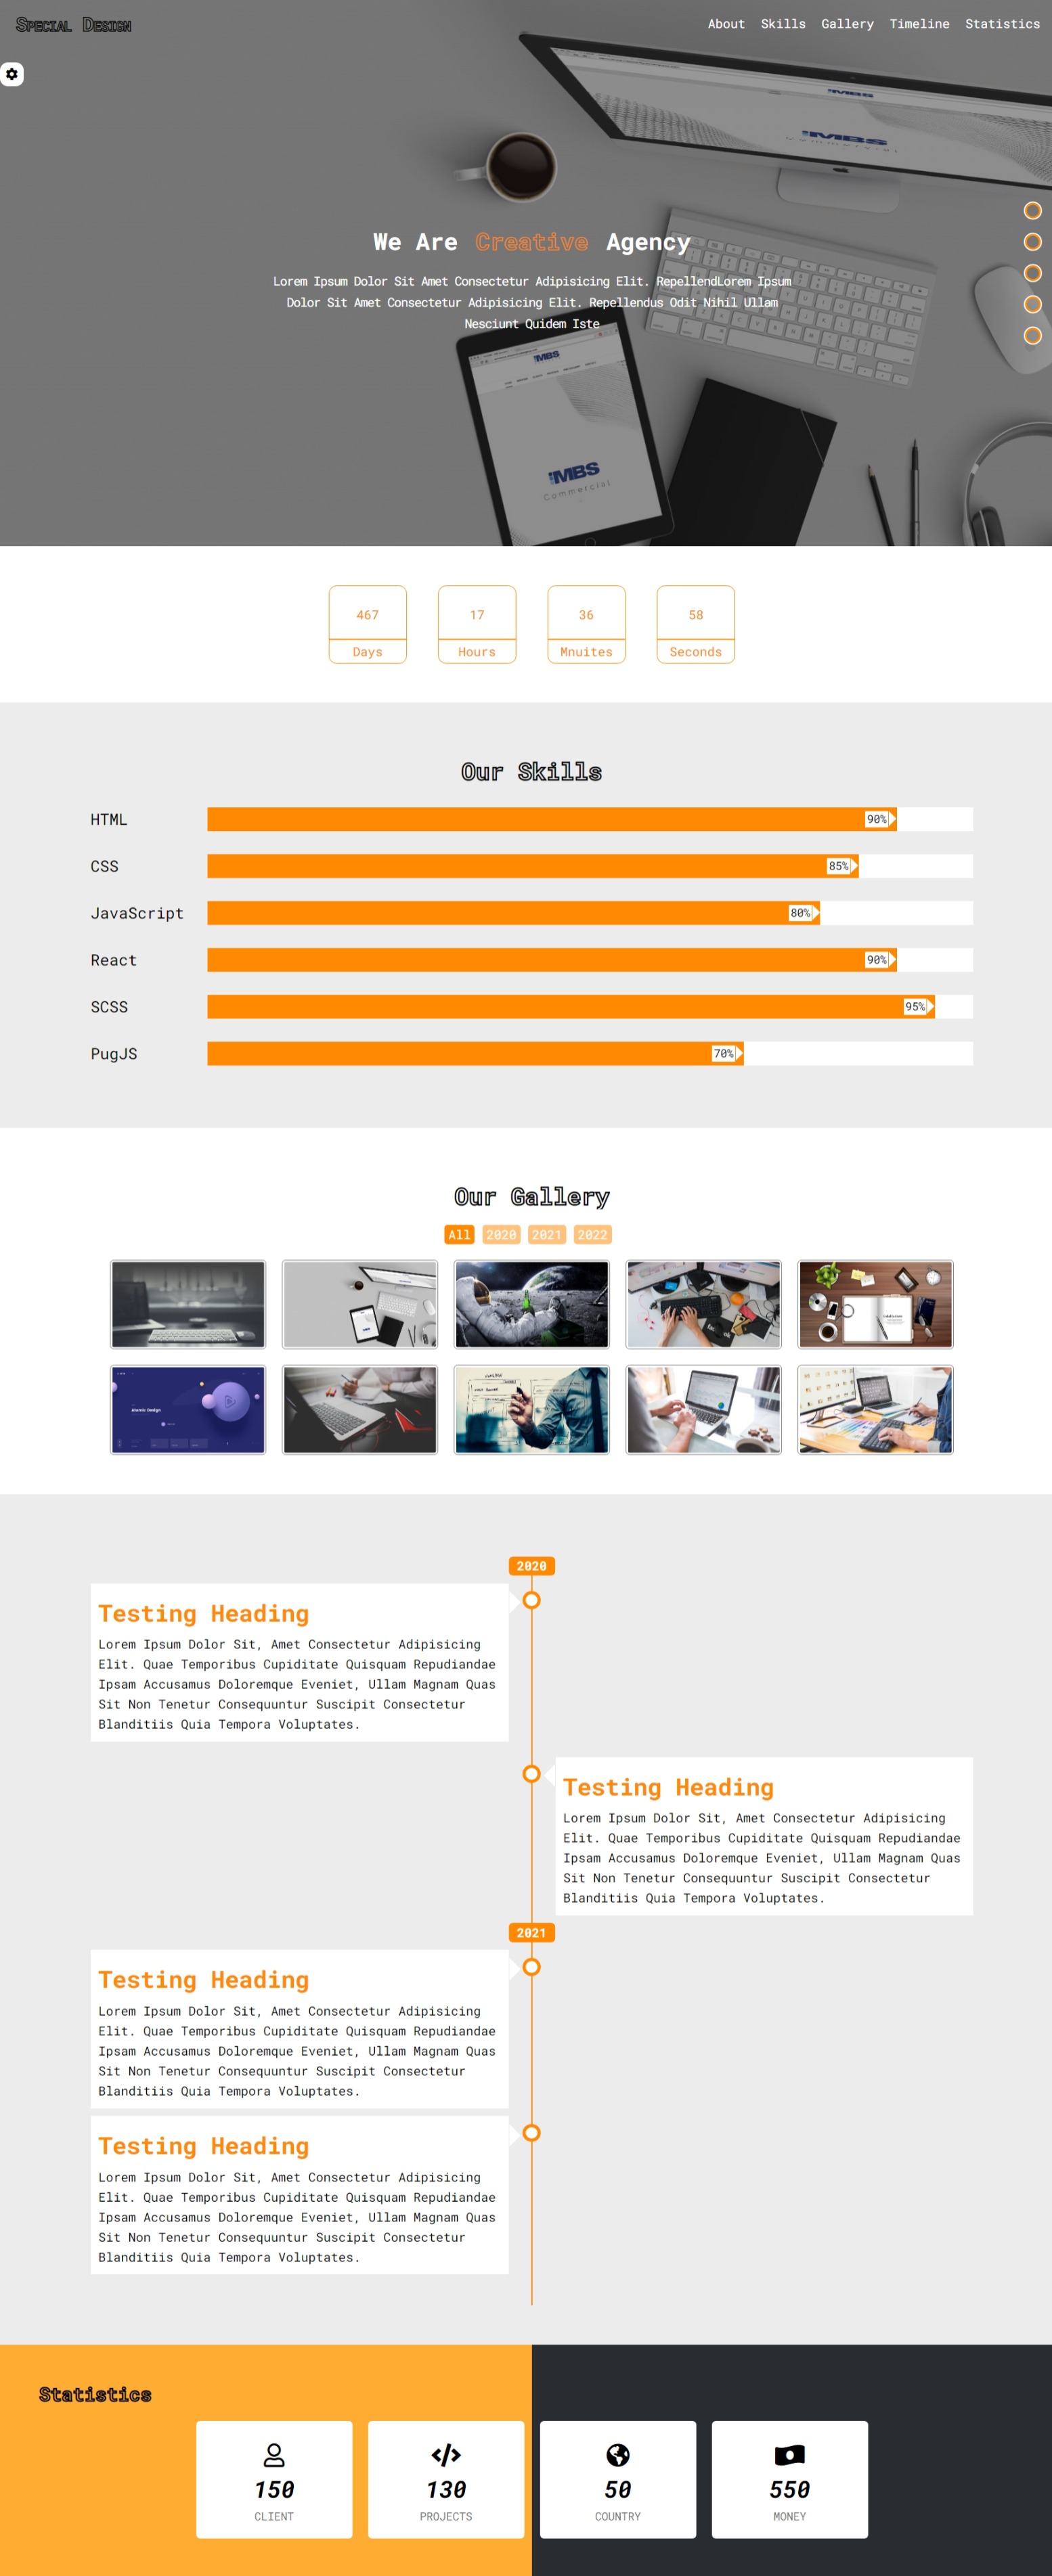 Special Design
About Skills Gallery Timeline Statistics
MBS
MBS
Commercial
We Are Creative Agency
Lorem Ipsum Dolor Sit Amet Consectetur Adipisicing Elit. RepellendLorem Ipsum
Dolor Sit Amet Consectetur Adipisicing Elit. Repellendus Odit Nihil Ullam
Nesciunt Quidem Iste
MBS
MBS
Commercial
467 17 36 58
Days Hours Mnuites Seconds
Our Skills
HTML 90%
CSS 85%
JavaScript 80%
React 90%
SCSS 95%
PugJS 70%
Our Gallery
All 2020 2021 2022
Atomic Design
2020
Testing Heading
Lorem Ipsum Dolor Sit, Amet Consectetur Adipisicing
Elit. Quae Temporibus Cupiditate Quisquam Repudiandae
Ipsam Accusamus Doloremque Eveniet, Ullam Magnam Quas
Sit Non Tenetur Consequuntur Suscipit Consectetur
Blanditiis Quia Tempora Voluptates.
Testing Heading
Lorem Ipsum Dolor Sit, Amet Consectetur Adipisicing
Elit. Quae Temporibus Cupiditate Quisquam Repudiandae
Ipsam Accusamus Doloremque Eveniet, Ullam Magnam Quas
Sit Non Tenetur Consequuntur Suscipit Consectetur
Blanditiis Quia Tempora Voluptates.
2021
Testing Heading
Lorem Ipsum Dolor Sit, Amet Consectetur Adipisicing
Elit. Quae Temporibus Cupiditate Quisquam Repudiandae
Ipsam Accusamus Doloremque Eveniet, Ullam Magnam Quas
Sit Non Tenetur Consequuntur Suscipit Consectetur
Blanditiis Quia Tempora Voluptates.
Testing Heading
Lorem Ipsum Dolor Sit, Amet Consectetur Adipisicing
Elit. Quae Temporibus Cupiditate Quisquam Repudiandae
Ipsam Accusamus Doloremque Eveniet, Ullam Magnam Quas
Sit Non Tenetur Consequuntur Suscipit Consectetur
Blanditiis Quia Tempora Voluptates.
Statistics
150 130 50 550
CLIENT PROJECTS COUNTRY MONEY